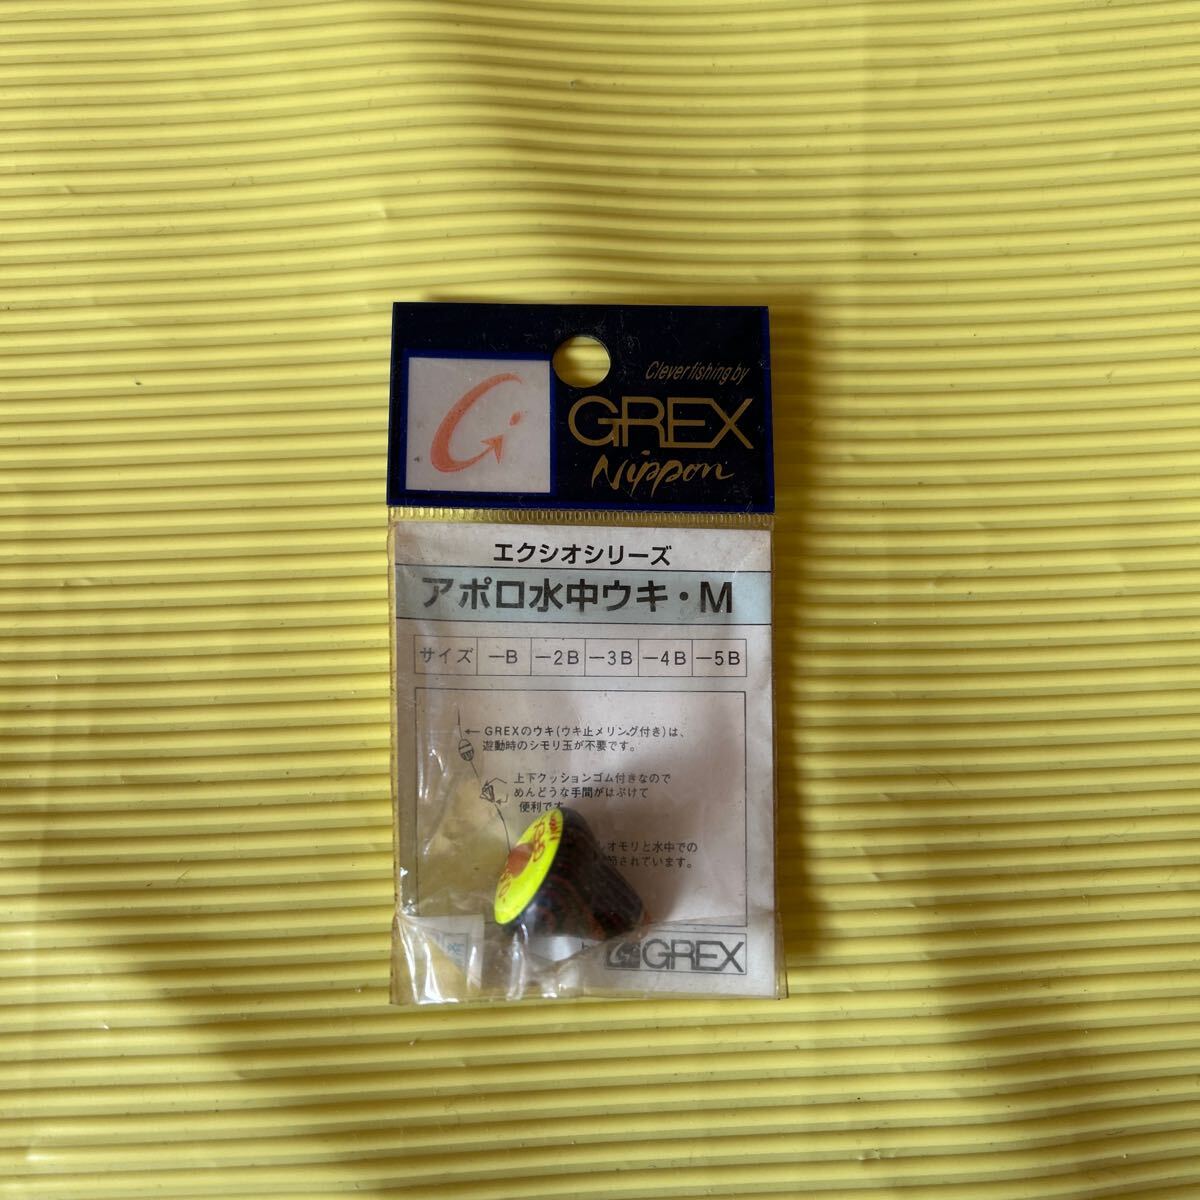 Clever fishing by
GREX
Nippon
エクシオシリーズ
アポロ水中ウキ・M
サイズ －B －2B －3B －4B －5B
GREXのウキ(ウキ止メリング付き)は、
遊動時のシモリ玉が不要です。
上下クッションゴム付きなので
めんどうな手間がはぶけて
便利です
オモリと水中での
節されています。
GREX